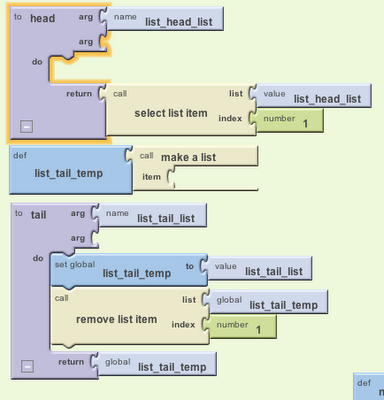 to head arg name list_head_list
arg
do
return call list value list_head_list
select list item index number 1
def list_tail_temp call make a list
item
to tail arg name list_tail_list
arg
do set global list_tail_temp to value list_tail_list
call list global list_tail_temp
remove list item index number 1
return global list_tail_temp
def